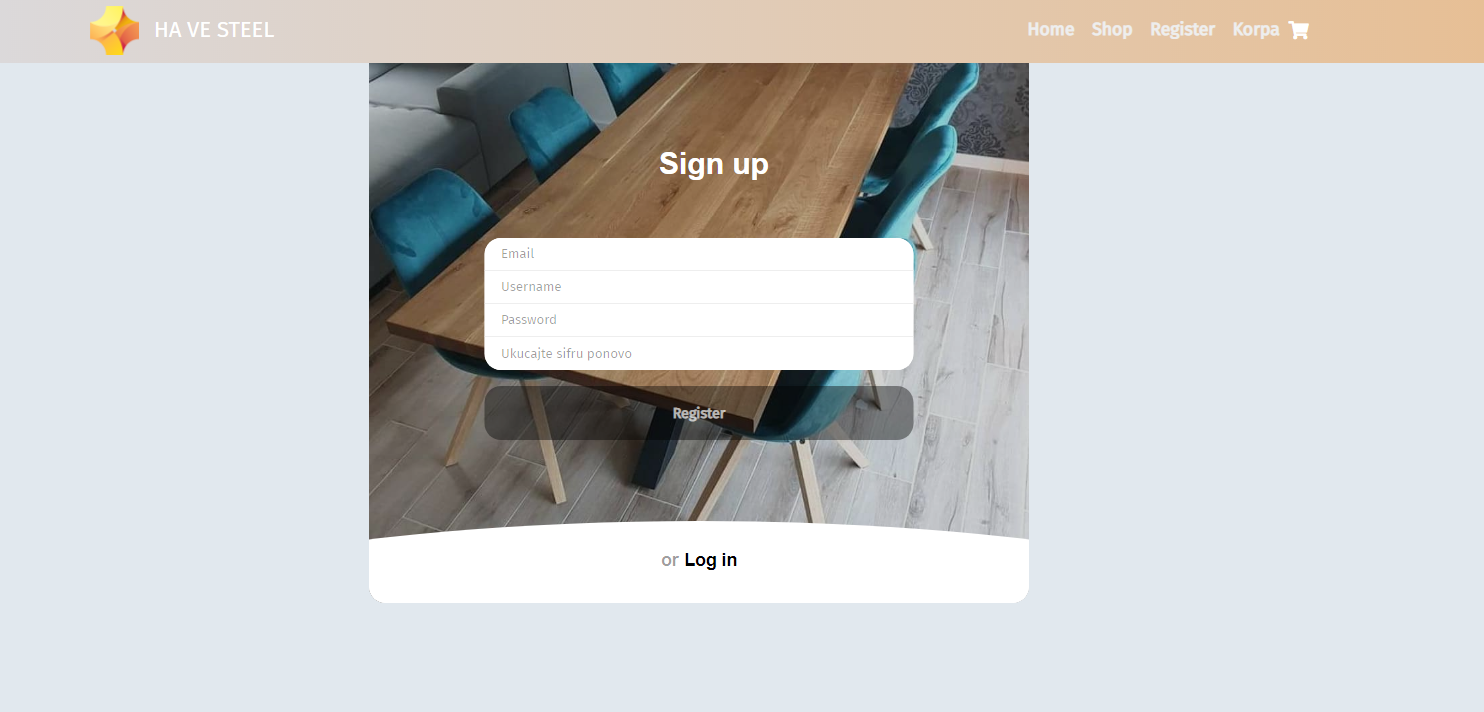 HA VE STEEL
Home Shop Register Korpa
Sign up
Email
Username
Password
Ukucajte sifru ponovo
Register
or Log in